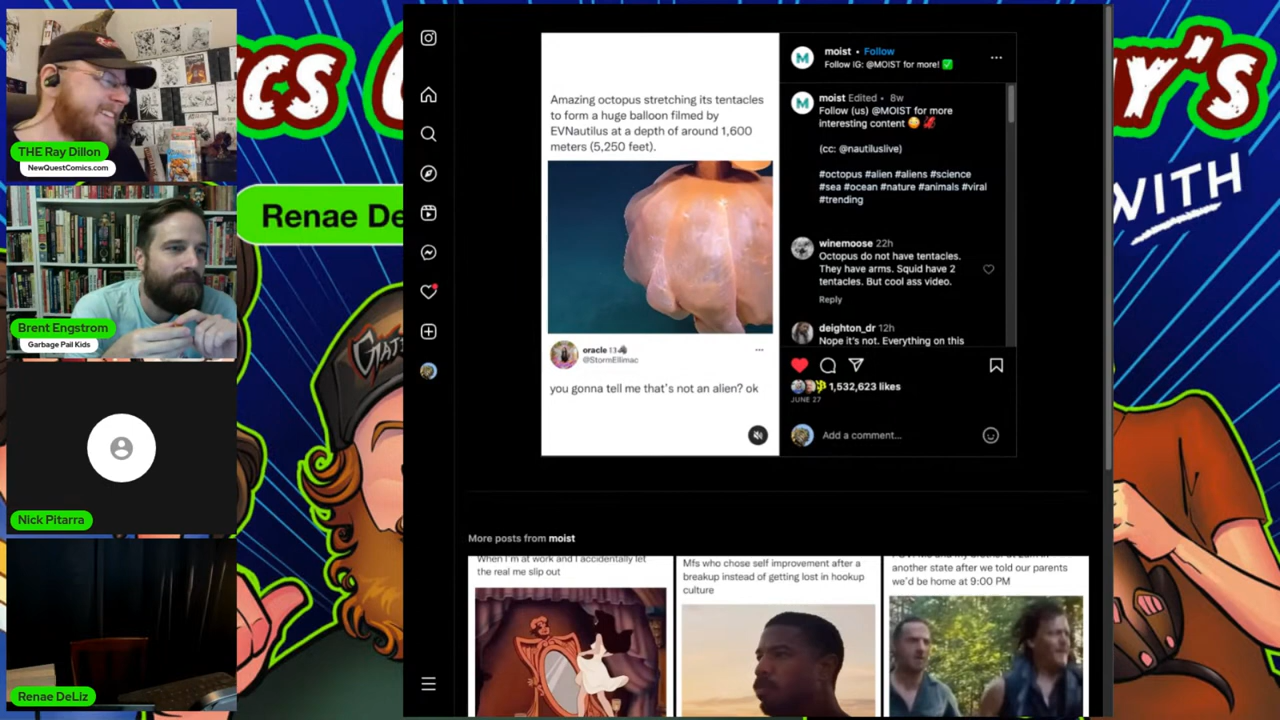 THE Ray Dillon
NewQuestComics.com
Brent Engstrom
Garbage Pail Kids
Nick Pitarra
Renae DeLiz
CS
Renae De
Y'S
WITH
Amazing octopus stretching its tentacles
to form a huge balloon filmed by
EVNautilus at a depth of around 1,600
meters (5,250 feet).
oracle 13
@StormEllimac
you gonna tell me that's not an alien? ok
moist • Follow
Follow IG: @MOIST for more! ✅
moist Edited • 8w
Follow (us) @MOIST for more
interesting content
(cc: @nautiluslive)
#octopus #alien #aliens #science
#sea #ocean #nature #animals #viral
#trending
winemoose 22h
Octopus do not have tentacles.
They have arms. Squid have 2
tentacles. But cool ass video.
Reply
deighton_dr 12h
Nope it's not. Everything on this
1,532,623 likes
JUNE 27
Add a comment...
More posts from moist
When I'm at work and I accidentally let
the real me slip out
Mfs who chose self improvement after a
breakup instead of getting lost in hookup
culture
another state after we told our parents
we'd be home at 9:00 PM